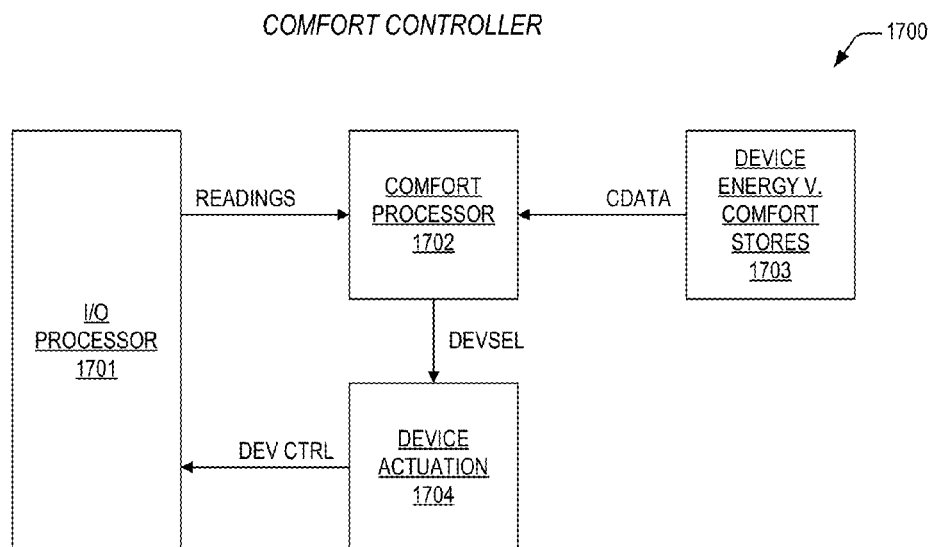 COMFORT CONTROLLER
1700
I/O
PROCESSOR
1701
READINGS
COMFORT
PROCESSOR
1702
CDATA
DEVICE
ENERGY V.
COMFORT
STORES
1703
DEVSEL
DEV CTRL
DEVICE
ACTUATION
1704